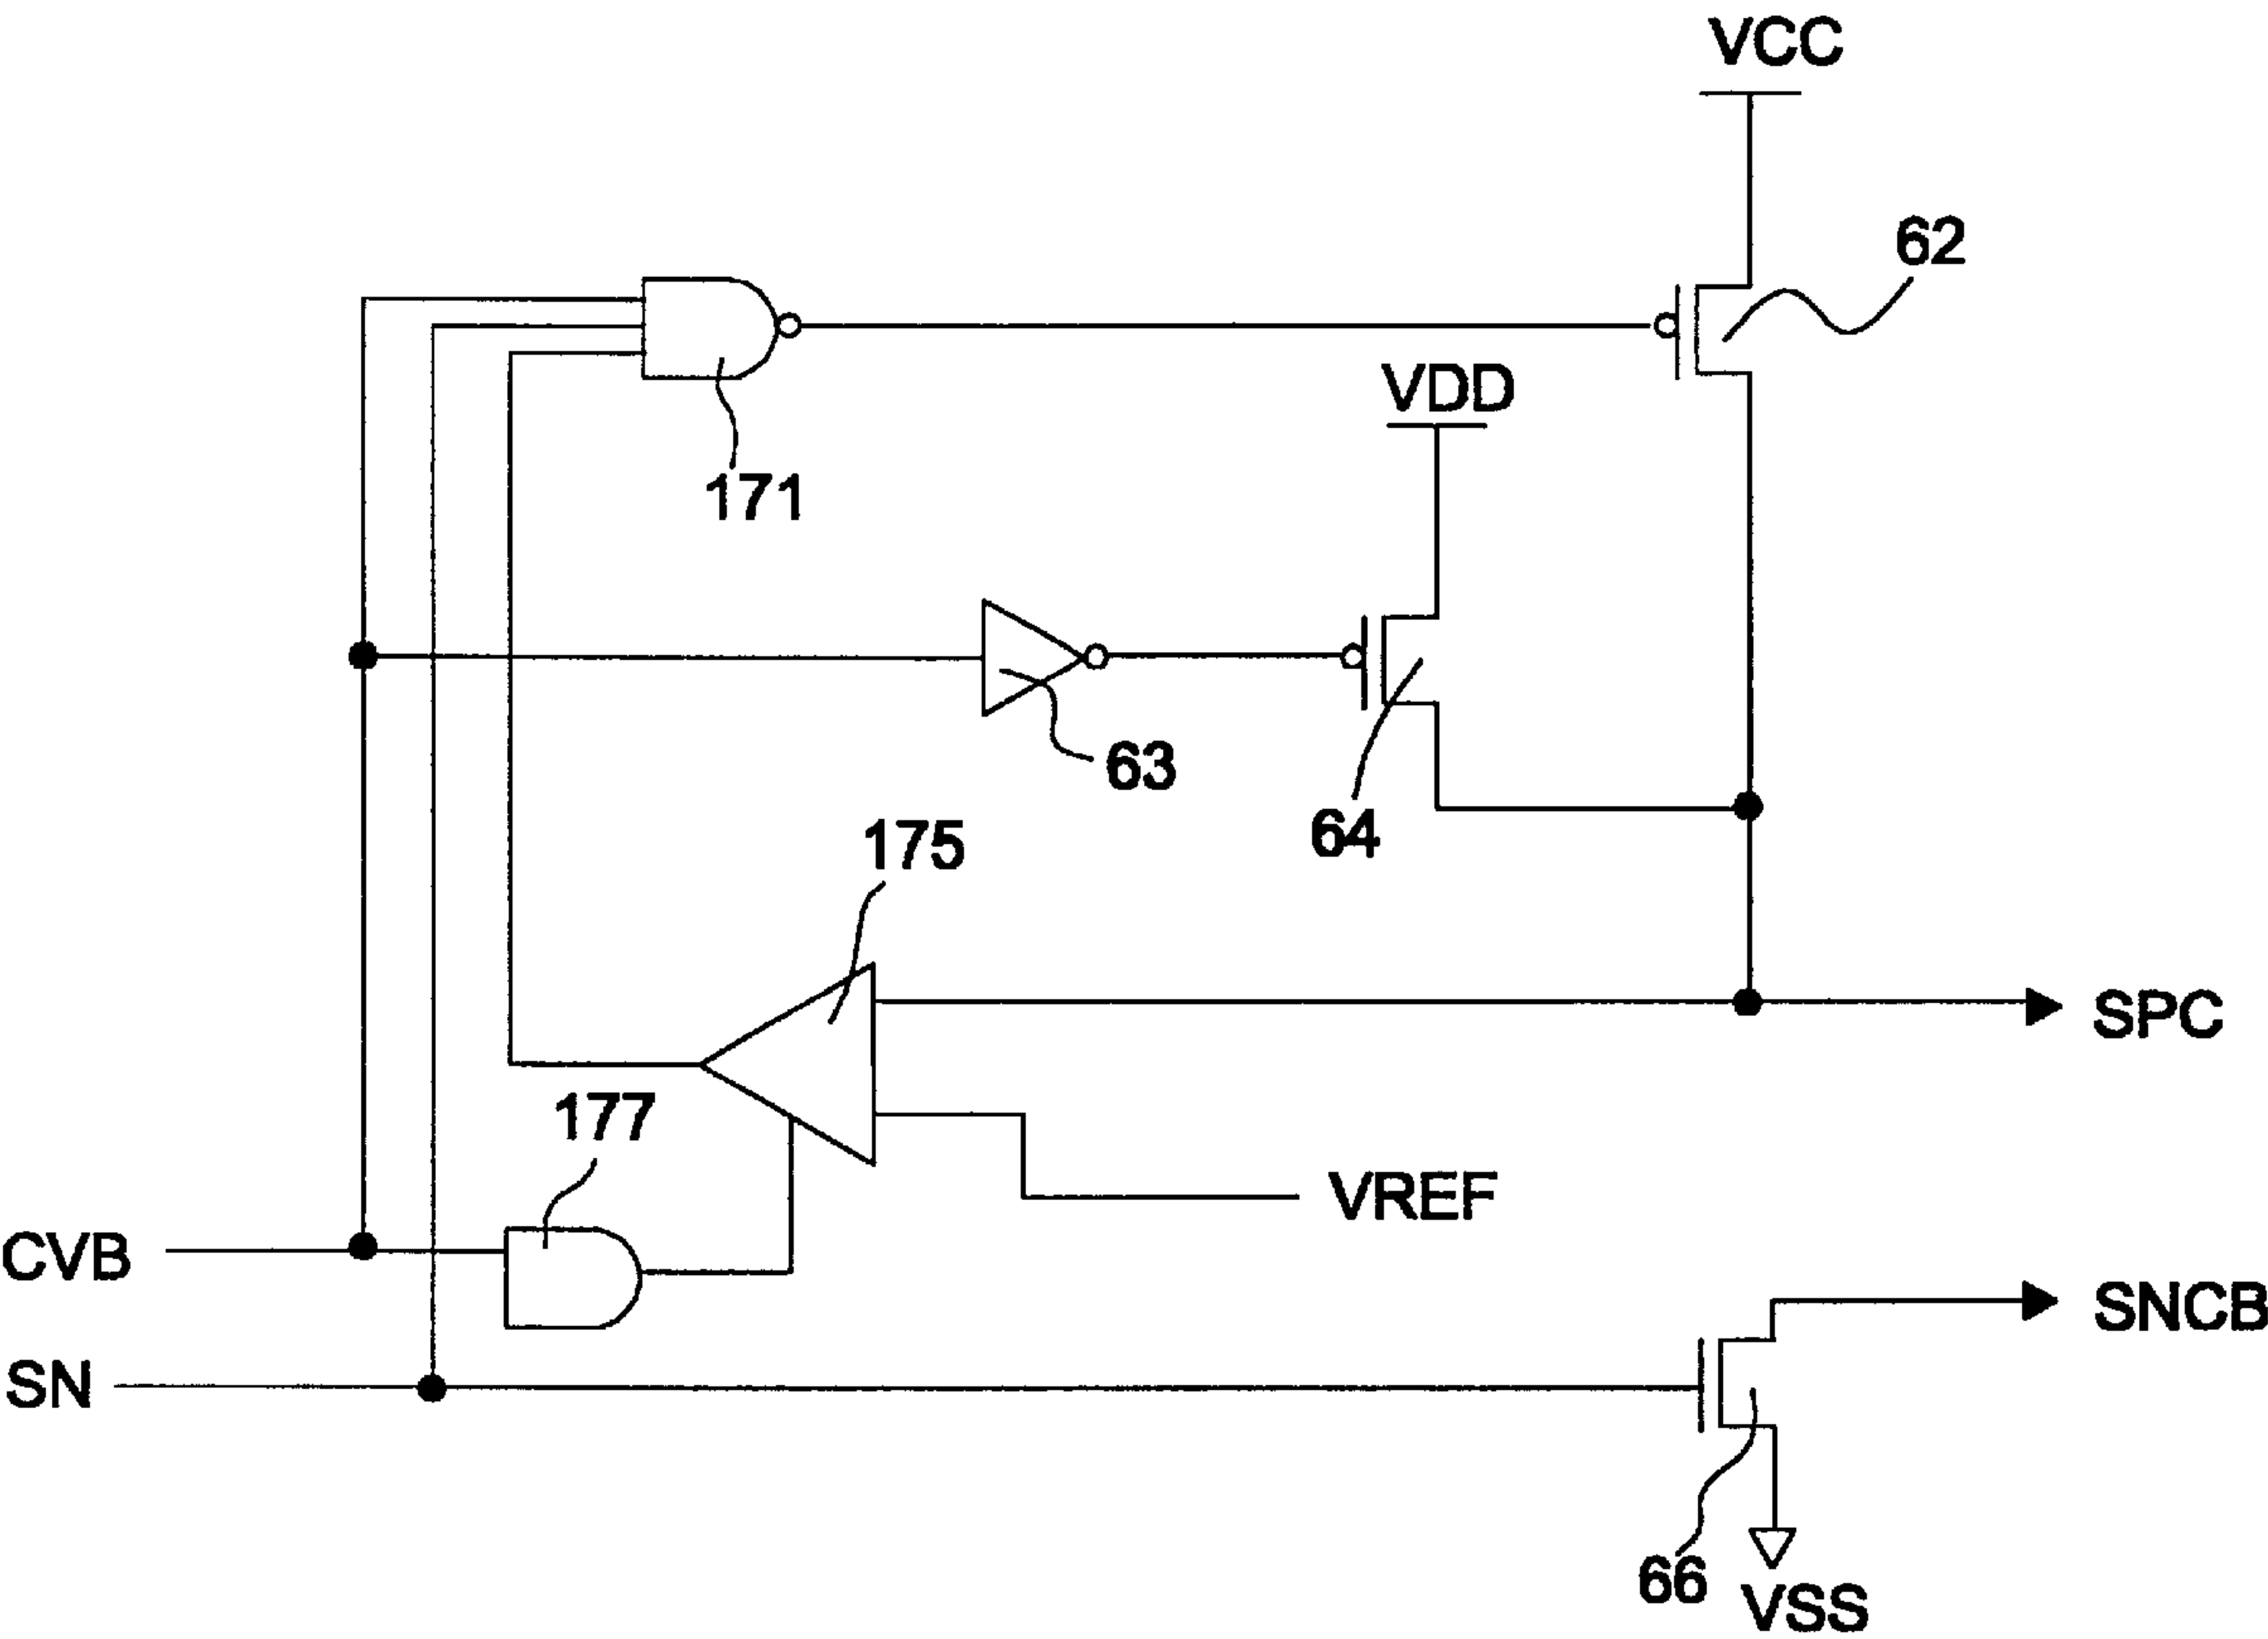 VCC
62
VDD
171
63
64
175
SPC
177
VREF
CVB
SNCB
SN
66
VSS